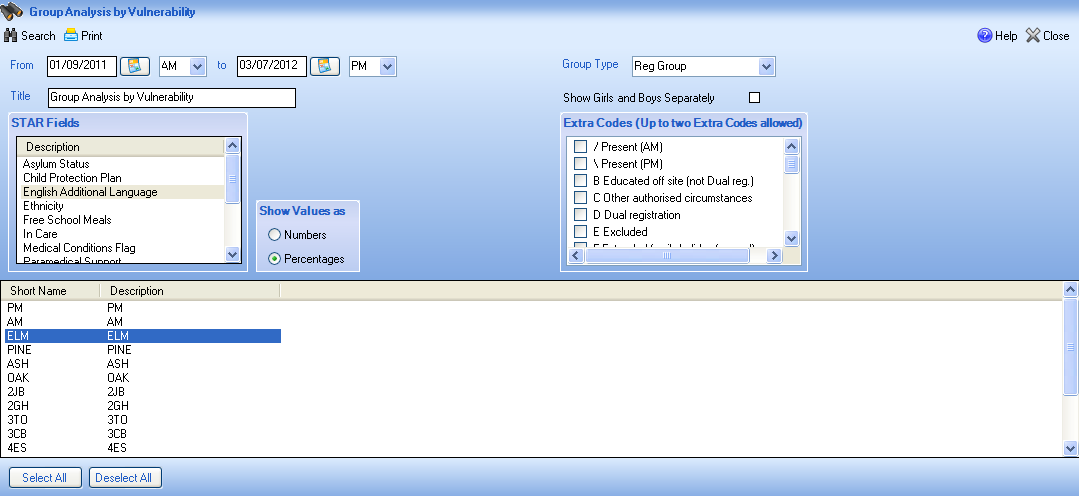 Group Analysis by Vulnerability
Search Print Help Close
From 01/09/2011 AM to 03/07/2012 PM Group Type Reg Group
Title Group Analysis by Vulnerability Show Girls and Boys Separately
STAR Fields
Description
Asylum Status
Child Protection Plan
English Additional Language
Ethnicity
Free School Meals
In Care
Medical Conditions Flag
Paramedical Support
Show Values as
Numbers
Percentages
Extra Codes (Up to two Extra Codes allowed)
/ Present (AM)
\ Present (PM)
B Educated off site (not Dual reg.)
C Other authorised circumstances
D Dual registration
E Excluded
Short Name Description
PM PM
AM AM
ELM ELM
PINE PINE
ASH ASH
OAK OAK
2JB 2JB
2GH 2GH
3TO 3TO
3CB 3CB
4ES 4ES
Select All Deselect All